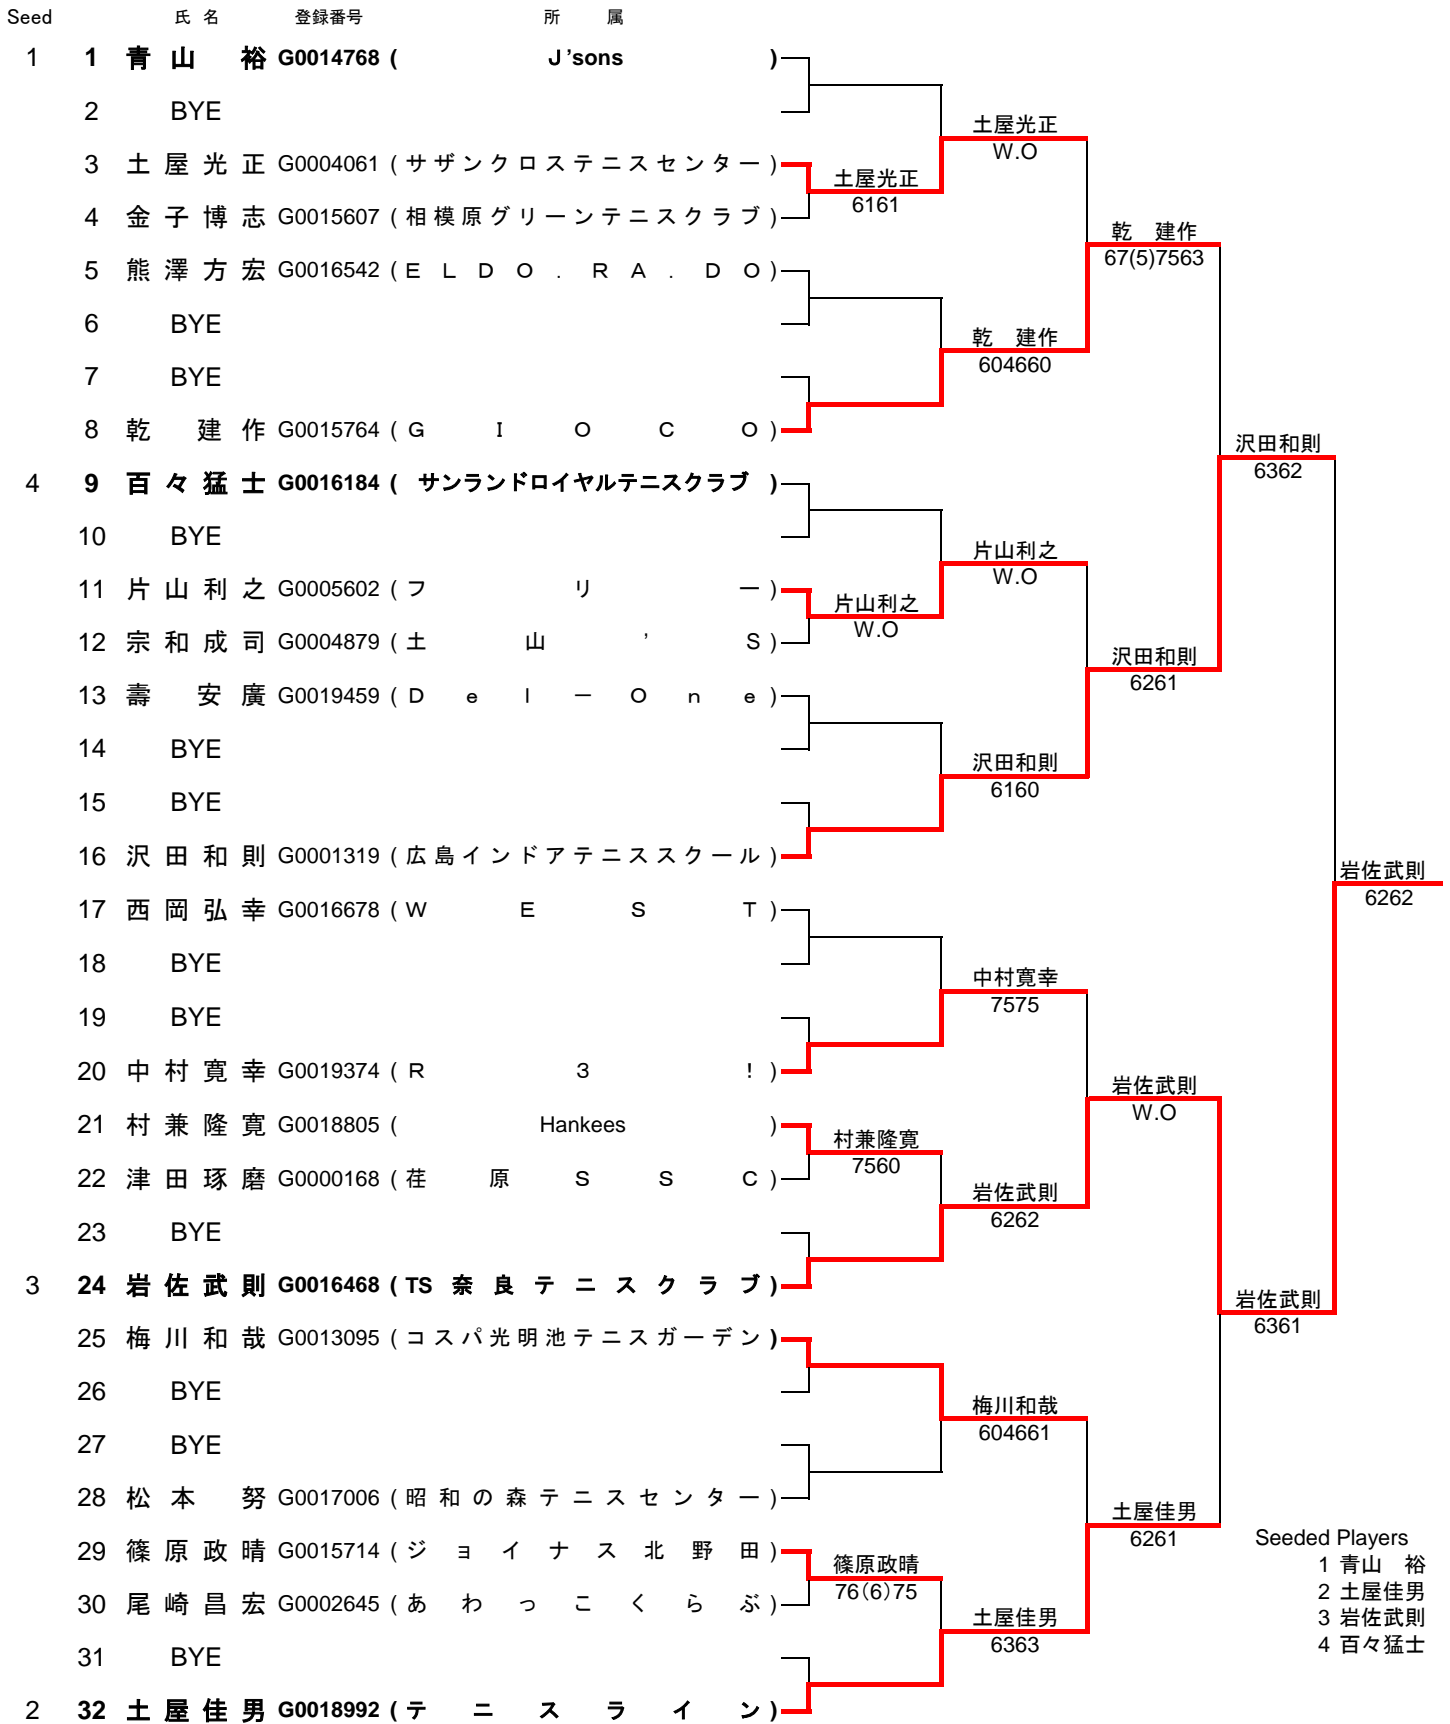 Seed 氏 名 登録番号 所 属
1 1 青 山 裕 G0014768 ( J'sons )
2 BYE
土屋光正
W.O
3 土 屋 光 正 G0004061 ( サザンクロステニスセンター )
土屋光正
6161
4 金 子 博 志 G0015607 ( 相模原グリーンテニスクラブ )
乾 建作
67(5)7563
5 熊 澤 方 宏 G0016542 ( E L D O . R A . D O )
6 BYE
乾 建作
604660
7 BYE
8 乾 建 作 G0015764 ( G I O C O )
沢田和則
6362
4 9 百 々 猛 士 G0016184 ( サンランドロイヤルテニスクラブ )
10 BYE
片山利之
W.O
11 片 山 利 之 G0005602 ( フ リ ー )
片山利之
W.O
12 宗 和 成 司 G0004879 ( 土 山 ' S )
沢田和則
6261
13 壽 安 廣 G0019459 ( D e l － O n e )
14 BYE
沢田和則
6160
15 BYE
16 沢 田 和 則 G0001319 ( 広島インドアテニススクール )
岩佐武則
6262
17 西 岡 弘 幸 G0016678 ( W E S T )
18 BYE
中村寛幸
7575
19 BYE
20 中 村 寛 幸 G0019374 ( R 3 ! )
岩佐武則
W.O
21 村 兼 隆 寛 G0018805 ( Hankees )
村兼隆寛
7560
22 津 田 琢 磨 G0000168 ( 荏 原 S S C )
岩佐武則
6262
23 BYE
3 24 岩 佐 武 則 G0016468 ( TS 奈 良 テ ニ ス ク ラ ブ )
岩佐武則
6361
25 梅 川 和 哉 G0013095 ( コスパ光明池テニスガーデン )
26 BYE
梅川和哉
604661
27 BYE
28 松 本 努 G0017006 ( 昭和の森テニスセンター )
土屋佳男
6261
29 篠 原 政 晴 G0015714 ( ジ ョ イ ナ ス 北 野 田 )
篠原政晴
76(6)75
30 尾 崎 昌 宏 G0002645 ( あ わ っ こ く ら ぶ )
土屋佳男
6363
31 BYE
2 32 土 屋 佳 男 G0018992 ( テ ニ ス ラ イ ン )
Seeded Players
1 青山 裕
2 土屋佳男
3 岩佐武則
4 百々猛士